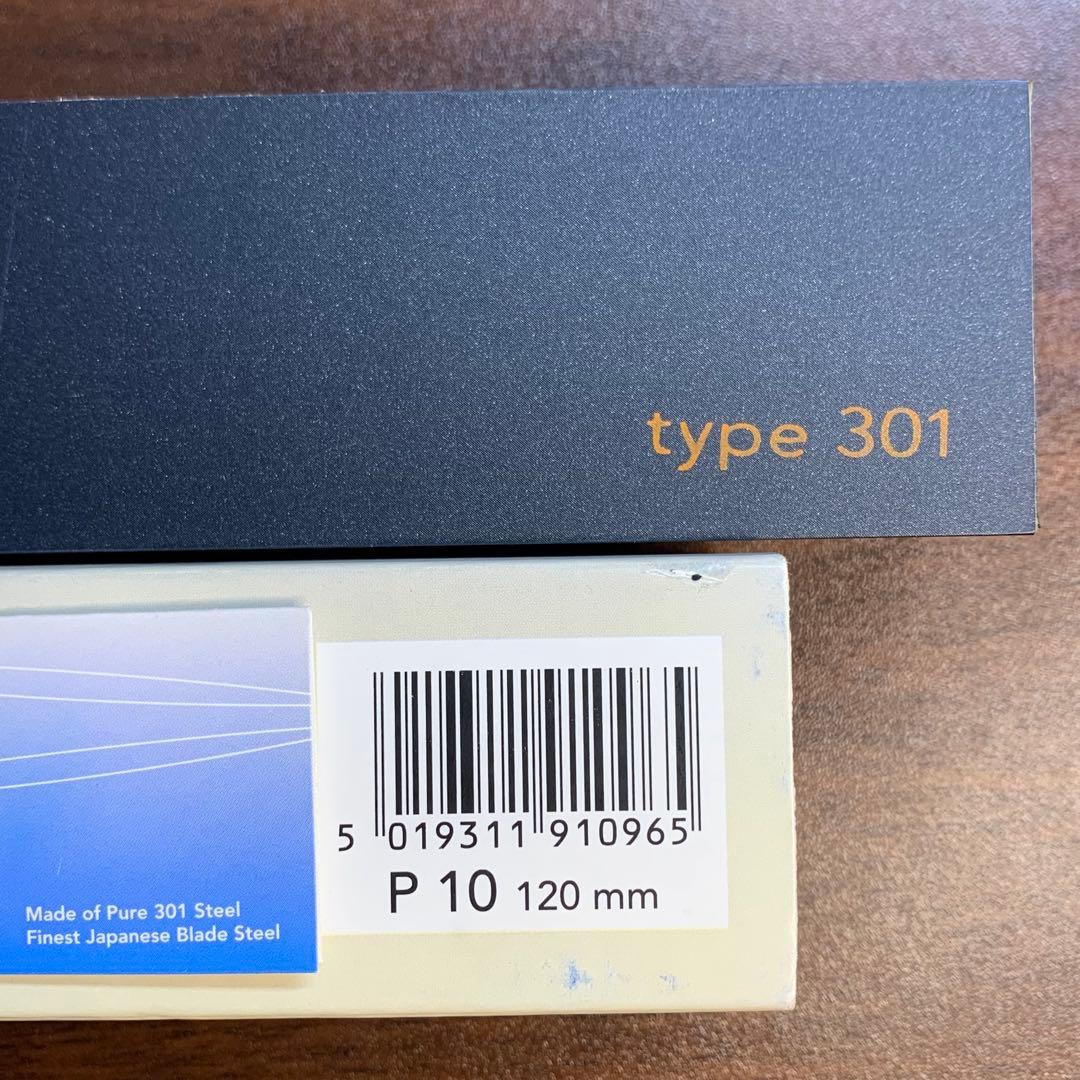 type 301
5 019311 910965
P 10 120 mm
Made of Pure 301 Steel
Finest Japanese Blade Steel